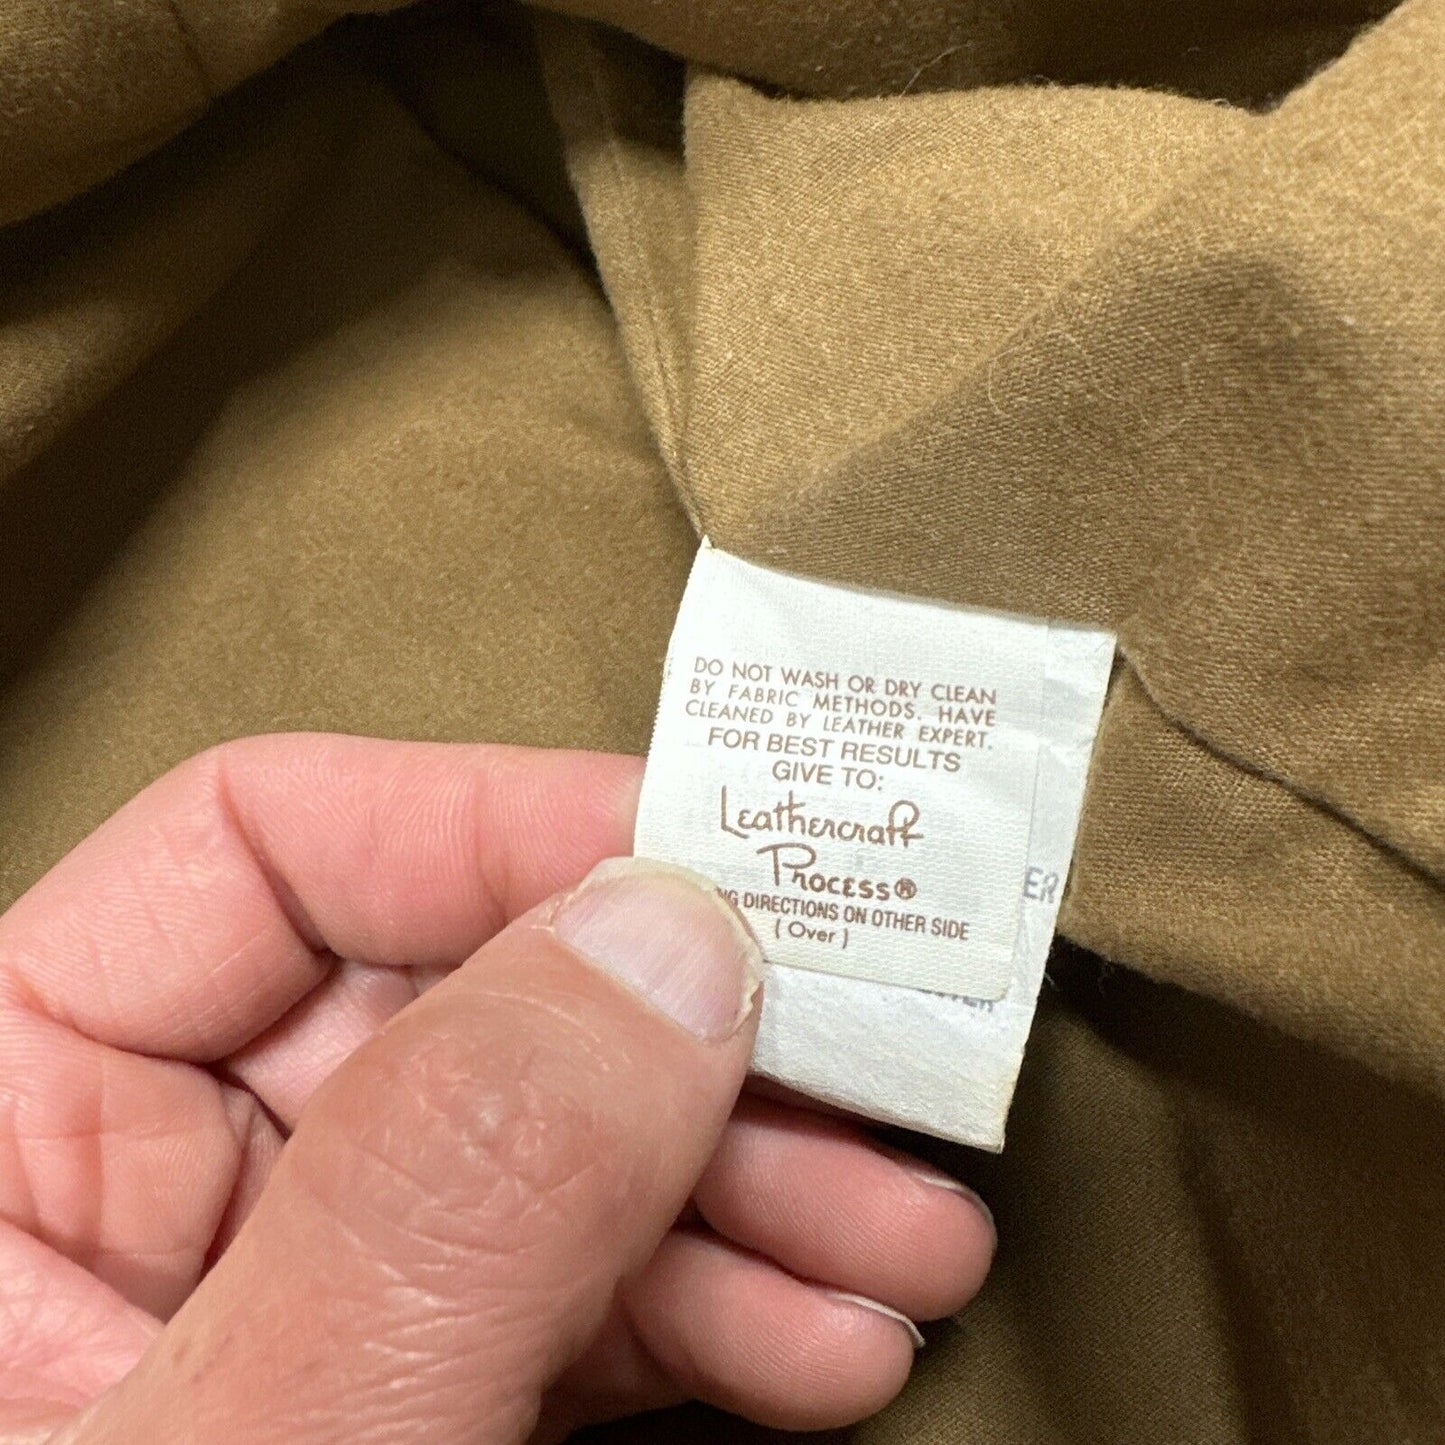 DO NOT WASH OR DRY CLEAN
BY FABRIC METHODS. HAVE
CLEANED BY LEATHER EXPERT.
FOR BEST RESULTS
GIVE TO:
Leathercraft
Process®
DIRECTIONS ON OTHER SIDE
( Over )